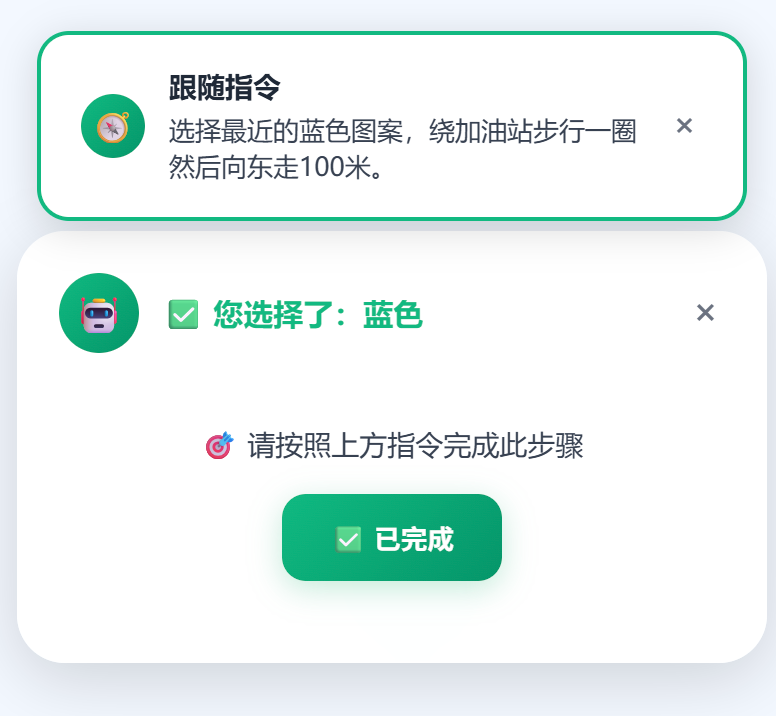 跟随指令
选择最近的蓝色图案，绕加油站步行一圈
然后向东走100米。
您选择了：蓝色
请按照上方指令完成此步骤
已完成